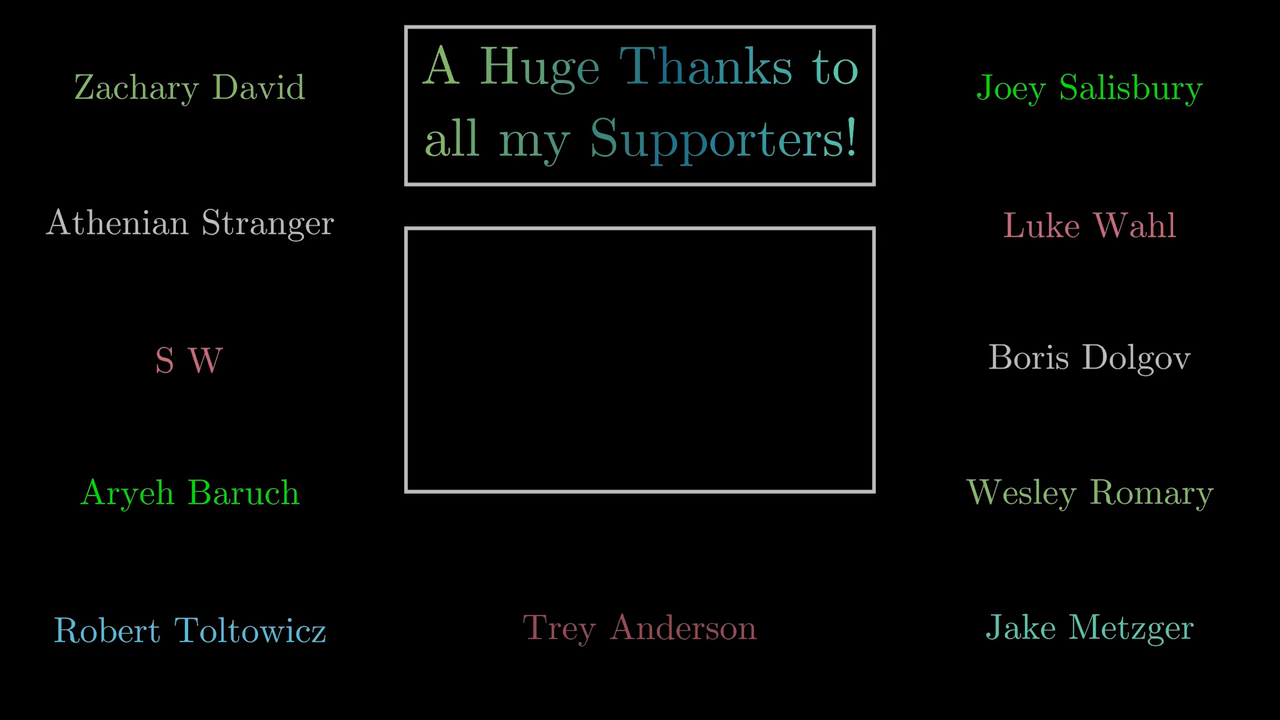 A Huge Thanks to
all my Supporters!
Zachary David
Joey Salisbury
Athenian Stranger
Luke Wahl
S W
Boris Dolgov
Aryeh Baruch
Wesley Romary
Robert Toltowicz
Trey Anderson
Jake Metzger